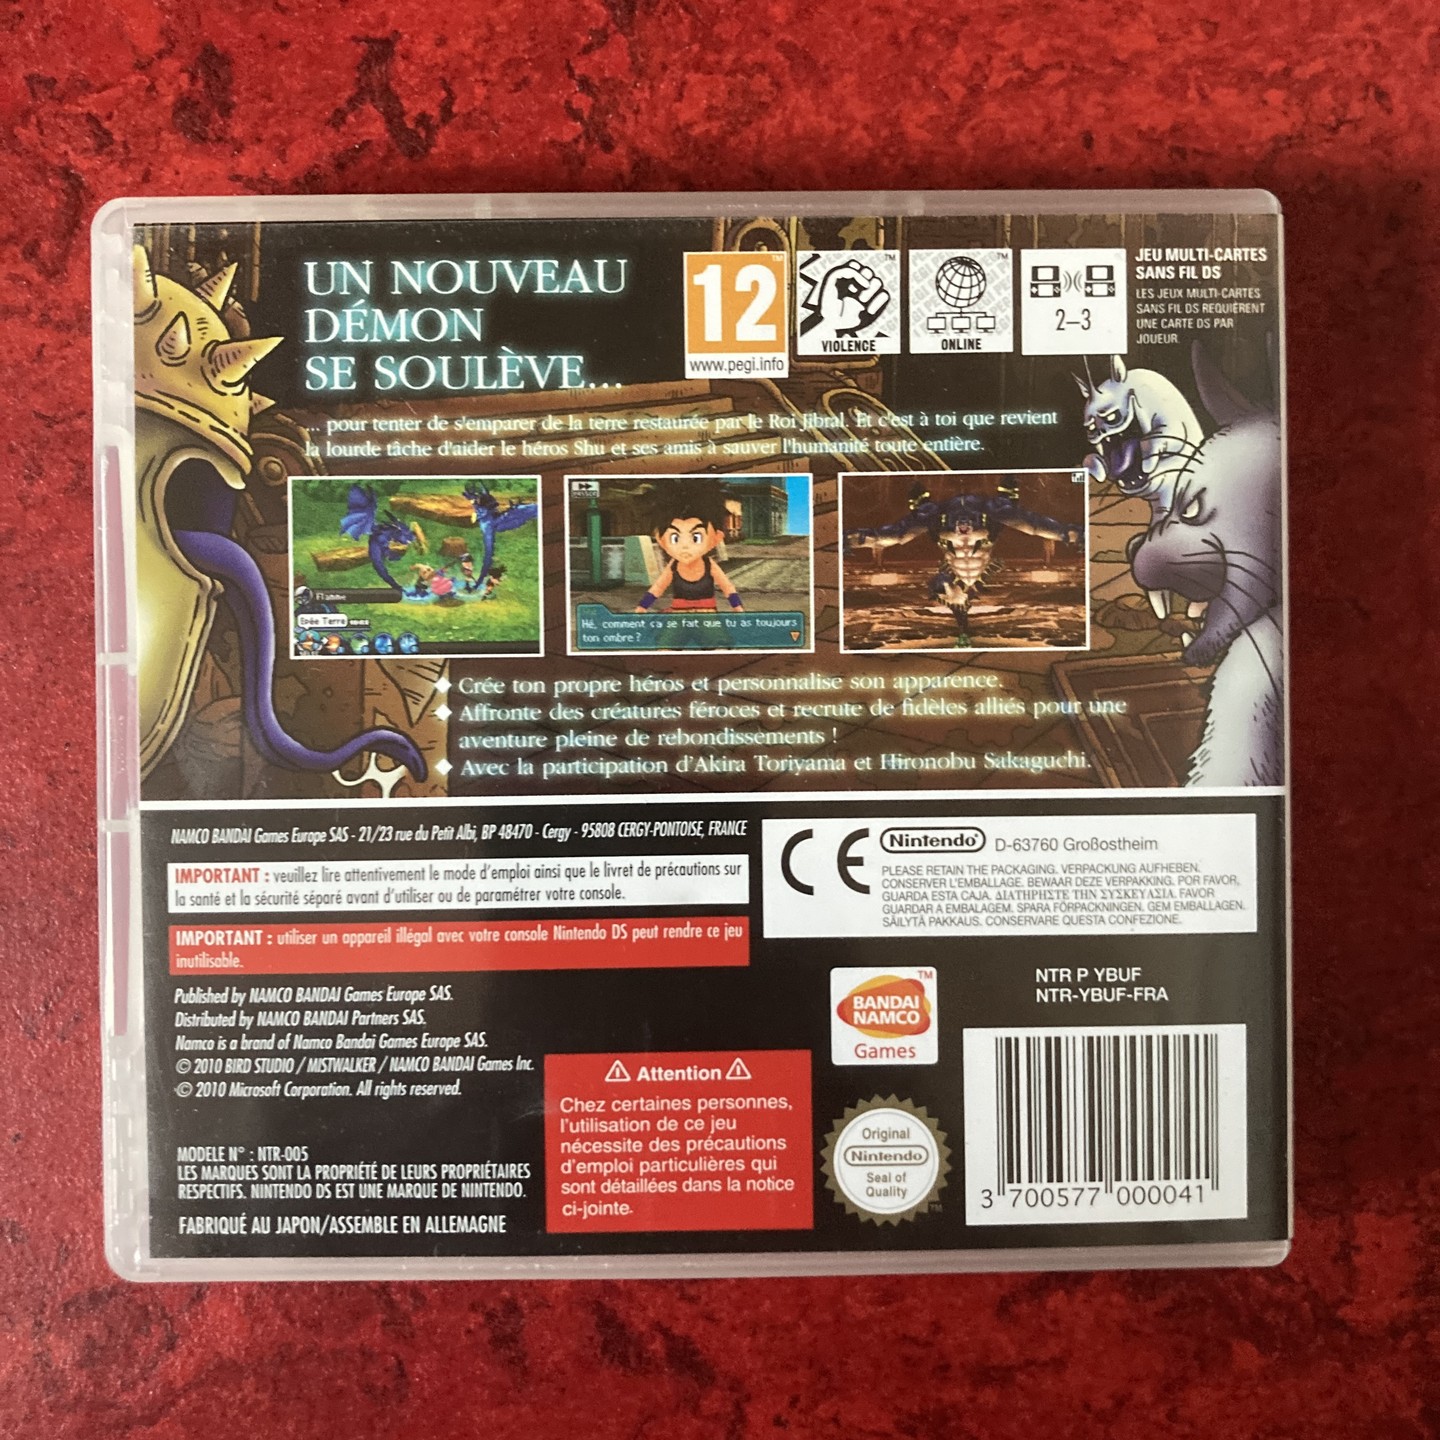 UN NOUVEAU
DÉMON
SE SOULÈVE...
12
www.pegi.info
VIOLENCE
ONLINE
2–3
JEU MULTI-CARTES
SANS FIL DS
LES JEUX MULTI-CARTES
SANS FIL DS REQUIÈRENT
UNE CARTE DS PAR
JOUEUR
... pour tenter de s'emparer de la terre restaurée par le Roi Jibral. Et c'est à toi que revient
la lourde tâche d'aider le héros Shu et ses amis à sauver l'humanité toute entière.
Flamme
Epée Terre
Hé, comment ça se fait que tu as toujours
ton ombre ?
◆ Crée ton propre héros et personnalise son apparence.
◆ Affronte des créatures féroces et recrute de fidèles alliés pour une
aventure pleine de rebondissements !
◆ Avec la participation d'Akira Toriyama et Hironobu Sakaguchi.
NAMCO BANDAI Games Europe SAS - 21/23 rue du Petit Albi, BP 48470 - Cergy - 95808 CERGY-PONTOISE, FRANCE
IMPORTANT : veuillez lire attentivement le mode d'emploi ainsi que le livret de précautions sur
la santé et la sécurité séparé avant d'utiliser ou de paramétrer votre console.
IMPORTANT : utiliser un appareil illégal avec votre console Nintendo DS peut rendre ce jeu
inutilisable.
Published by NAMCO BANDAI Games Europe SAS.
Distributed by NAMCO BANDAI Partners SAS.
Namco is a brand of Namco Bandai Games Europe SAS.
© 2010 BIRD STUDIO / MISTWALKER / NAMCO BANDAI Games Inc.
© 2010 Microsoft Corporation. All rights reserved.
MODELE N° : NTR-005
LES MARQUES SONT LA PROPRIÉTÉ DE LEURS PROPRIÉTAIRES
RESPECTIFS. NINTENDO DS EST UNE MARQUE DE NINTENDO.
FABRIQUÉ AU JAPON/ASSEMBLE EN ALLEMAGNE
CE
Nintendo® D-63760 Großostheim
PLEASE RETAIN THE PACKAGING. VERPACKUNG AUFHEBEN.
CONSERVER L'EMBALLAGE. BEWAAR DEZE VERPAKKING. POR FAVOR,
GUARDA ESTA CAJA. ΔΙΑΤΗΡΗΣΤΕ ΤΗΝ ΣΥΣΚΕΥΑΣΙΑ. FAVOR
GUARDAR A EMBALAGEM. SPARA FÖRPACKNINGEN. GEM EMBALLAGEN.
SÄILYTÄ PAKKAUS. CONSERVARE QUESTA CONFEZIONE.
BANDAI
NAMCO
Games
TM
NTR P YBUF
NTR-YBUF-FRA
Attention
Chez certaines personnes,
l'utilisation de ce jeu
nécessite des précautions
d'emploi particulières qui
sont détaillées dans la notice
ci-jointe.
Original
Nintendo
Seal of
Quality
TM
3 700577 000041